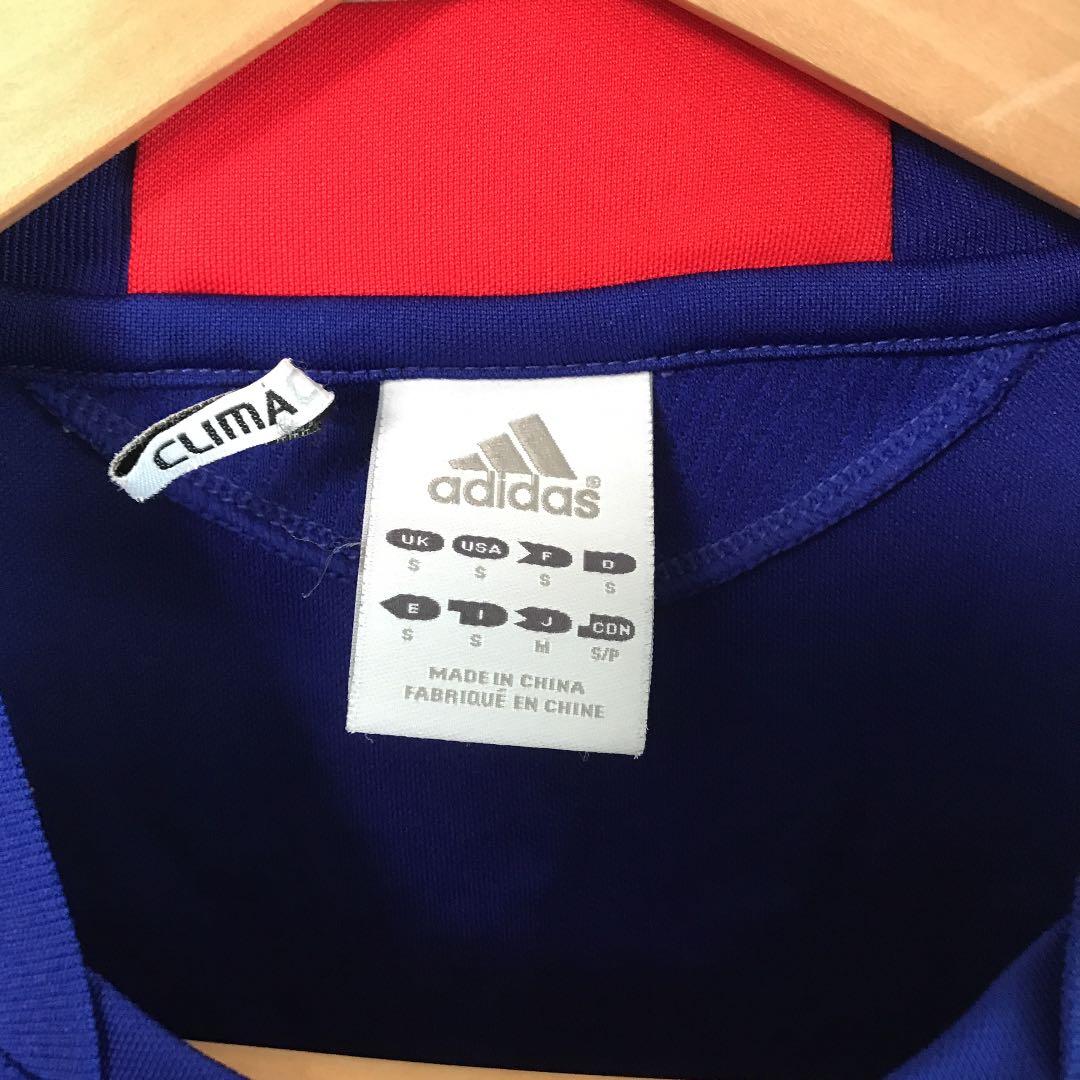 CLIMA
adidas®
UK USA F D
S S S S
E I J CDN
S S M S/P
MADE IN CHINA
FABRIQUÉ EN CHINE